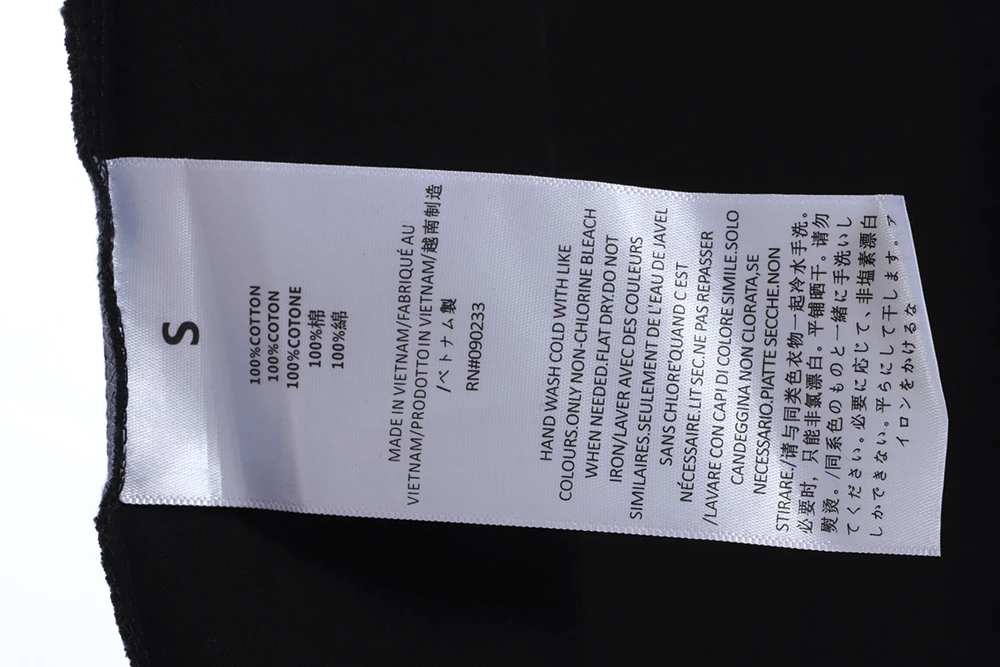 S
100%COTTON
100%COTON
100%COTONE
100%棉
100%綿
MADE IN VIETNAM/FABRIQUÉ AU
VIETNAM/PRODOTTO IN VIETNAM/越南制造
/ベトナム製
RN#090233
HAND WASH COLD WITH LIKE
COLOURS.ONLY NON-CHLORINE BLEACH
WHEN NEEDED.FLAT DRY.DO NOT
IRON/LAVER AVEC DES COULEURS
SIMILAIRES.SEULEMENT DE L'EAU DE JAVEL
SANS CHLORE'QUAND C'EST
NÉCESSAIRE.LIT SEC.NE PAS REPASSER
/LAVARE CON CAPI DI COLORE SIMILE.SOLO
CANDEGGINA NON CLORATA,SE
NECESSARIO.PIATTE SECCHE.NON
STIRARE./请与同类色衣物一起冷水手洗。
必要时，只能非氯漂白。平铺晒干。请勿
熨烫。/同系色のものと一緒に手洗いし
てください。必要に応じて、非塩素漂白
しかできない。平らにして干します。ア
イロンをかけるな